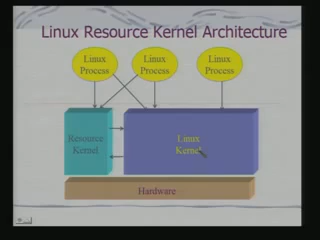 Linux Resource Kernel Architecture
Linux
Process
Linux
Process
Linux
Process
Resource
Kernel
Linux
Kernel
Hardware